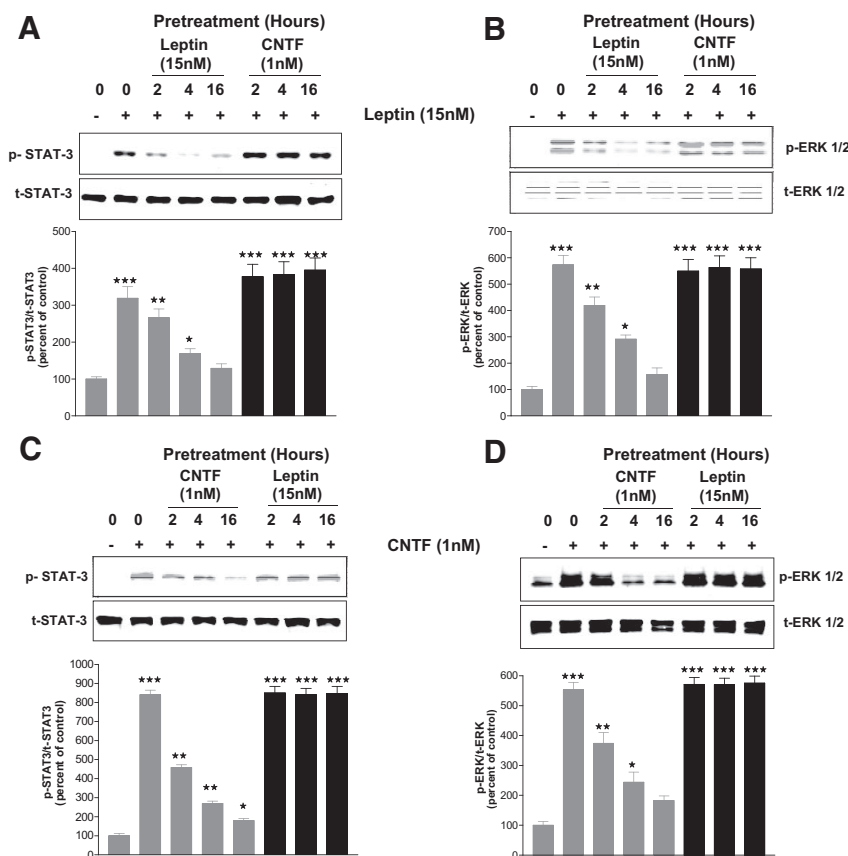 A
Pretreatment (Hours)
Leptin
(15nM)
CNTF
(1nM)
0 0 2 4 16 2 4 16
- + + + + + + +
Leptin (15nM)
p- STAT-3
t-STAT-3
p-STAT3/t-STAT3
(percent of control)
500
400
300
200
100
0
*** ** * *** *** ***
B
Pretreatment (Hours)
Leptin
(15nM)
CNTF
(1nM)
0 0 2 4 16 2 4 16
- + + + + + + +
p-ERK 1/2
t-ERK 1/2
p-ERK/t-ERK
(percent of control)
700
600
500
400
300
200
100
0
*** ** * *** *** ***
C
Pretreatment (Hours)
CNTF
(1nM)
Leptin
(15nM)
0 0 2 4 16 2 4 16
- + + + + + + +
CNTF (1nM)
p- STAT-3
t-STAT-3
p-STAT3/t-STAT3
(percent of control)
1000
900
800
700
600
500
400
300
200
100
0
*** ** ** * *** *** ***
D
Pretreatment (Hours)
CNTF
(1nM)
Leptin
(15nM)
0 0 2 4 16 2 4 16
- + + + + + + +
p-ERK 1/2
t-ERK 1/2
p-ERK/t-ERK
(percent of control)
600
500
400
300
200
100
0
*** ** * *** *** ***